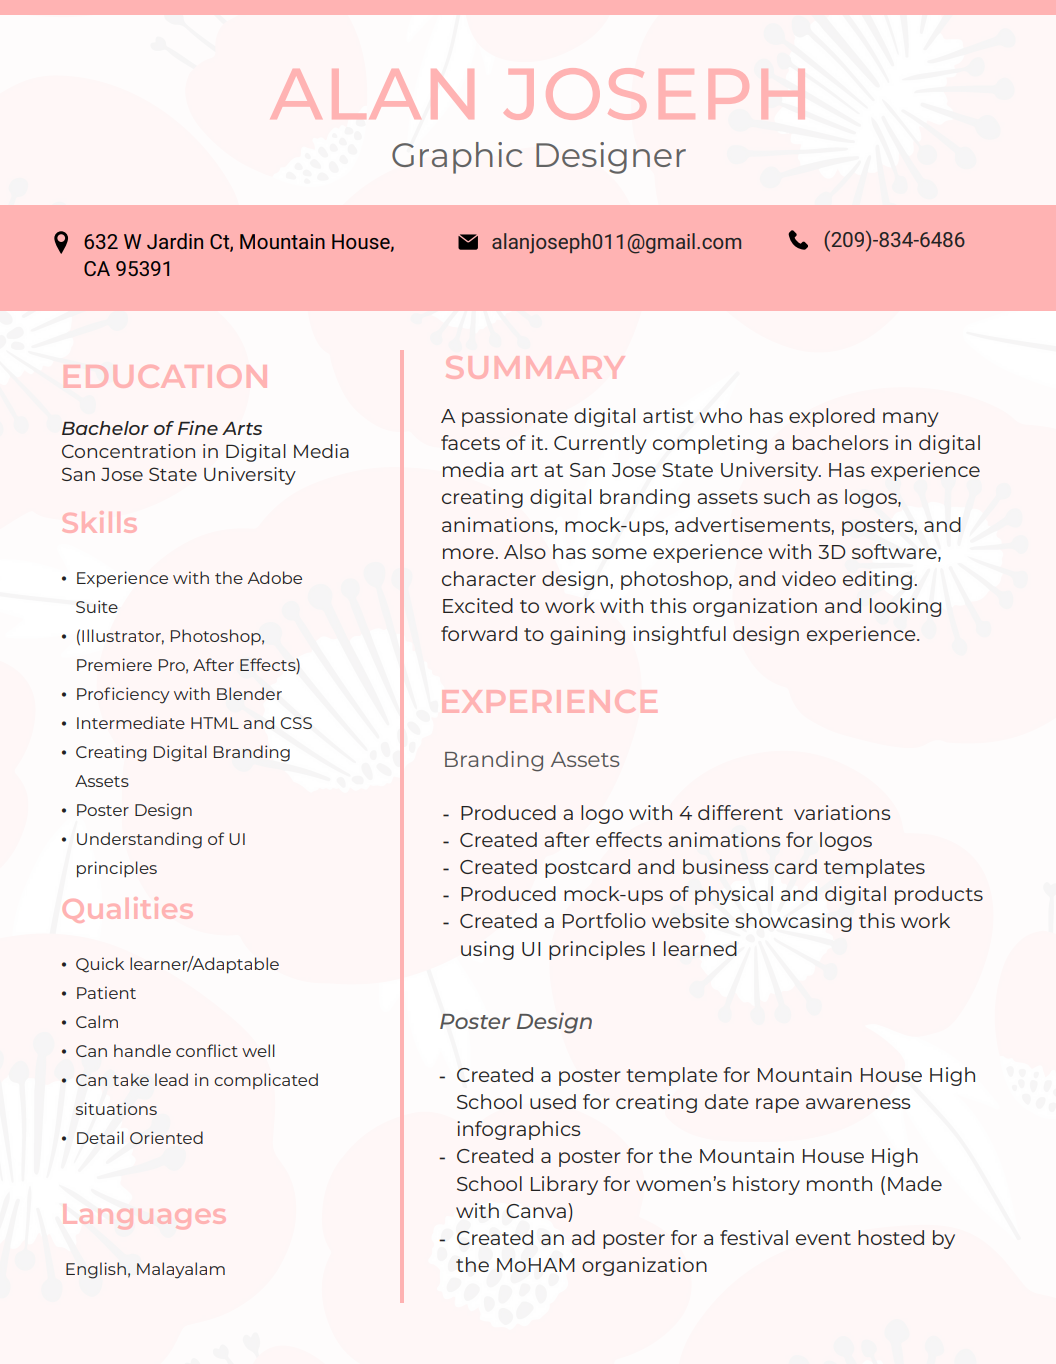 ALAN JOSEPH
Graphic Designer
632 W Jardin Ct, Mountain House,
CA 95391
alanjoseph011@gmail.com
(209)-834-6486
EDUCATION
Bachelor of Fine Arts
Concentration in Digital Media
San Jose State University
Skills
• Experience with the Adobe
Suite
• (Illustrator, Photoshop,
Premiere Pro, After Effects)
• Proficiency with Blender
• Intermediate HTML and CSS
• Creating Digital Branding
Assets
• Poster Design
• Understanding of UI
principles
Qualities
• Quick learner/Adaptable
• Patient
• Calm
• Can handle conflict well
• Can take lead in complicated
situations
• Detail Oriented
Languages
English, Malayalam
SUMMARY
A passionate digital artist who has explored many
facets of it. Currently completing a bachelors in digital
media art at San Jose State University. Has experience
creating digital branding assets such as logos,
animations, mock-ups, advertisements, posters, and
more. Also has some experience with 3D software,
character design, photoshop, and video editing.
Excited to work with this organization and looking
forward to gaining insightful design experience.
EXPERIENCE
Branding Assets
- Produced a logo with 4 different  variations
- Created after effects animations for logos
- Created postcard and business card templates
- Produced mock-ups of physical and digital products
- Created a Portfolio website showcasing this work
using UI principles I learned
Poster Design
- Created a poster template for Mountain House High
School used for creating date rape awareness
infographics
- Created a poster for the Mountain House High
School Library for women's history month (Made
with Canva)
- Created an ad poster for a festival event hosted by
the MoHAM organization